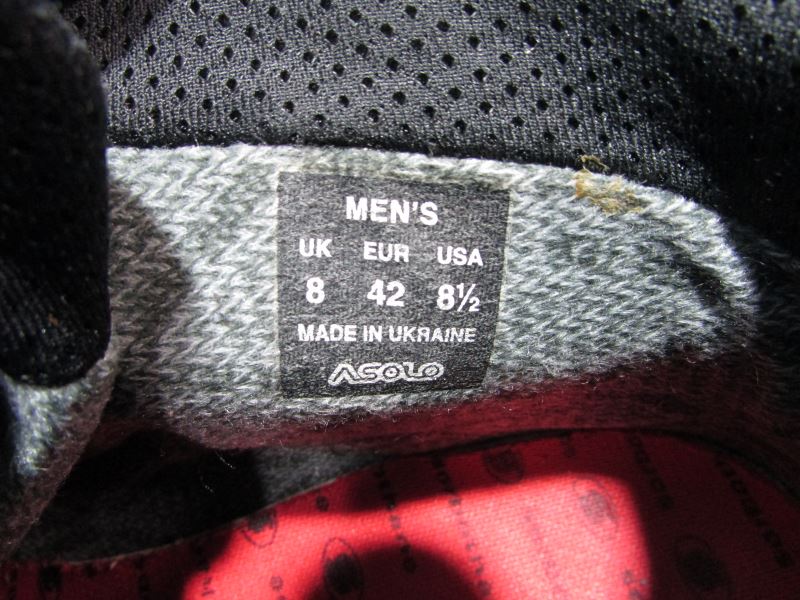 MEN'S
UK EUR USA
8 42 8½
MADE IN UKRAINE
ASOLO